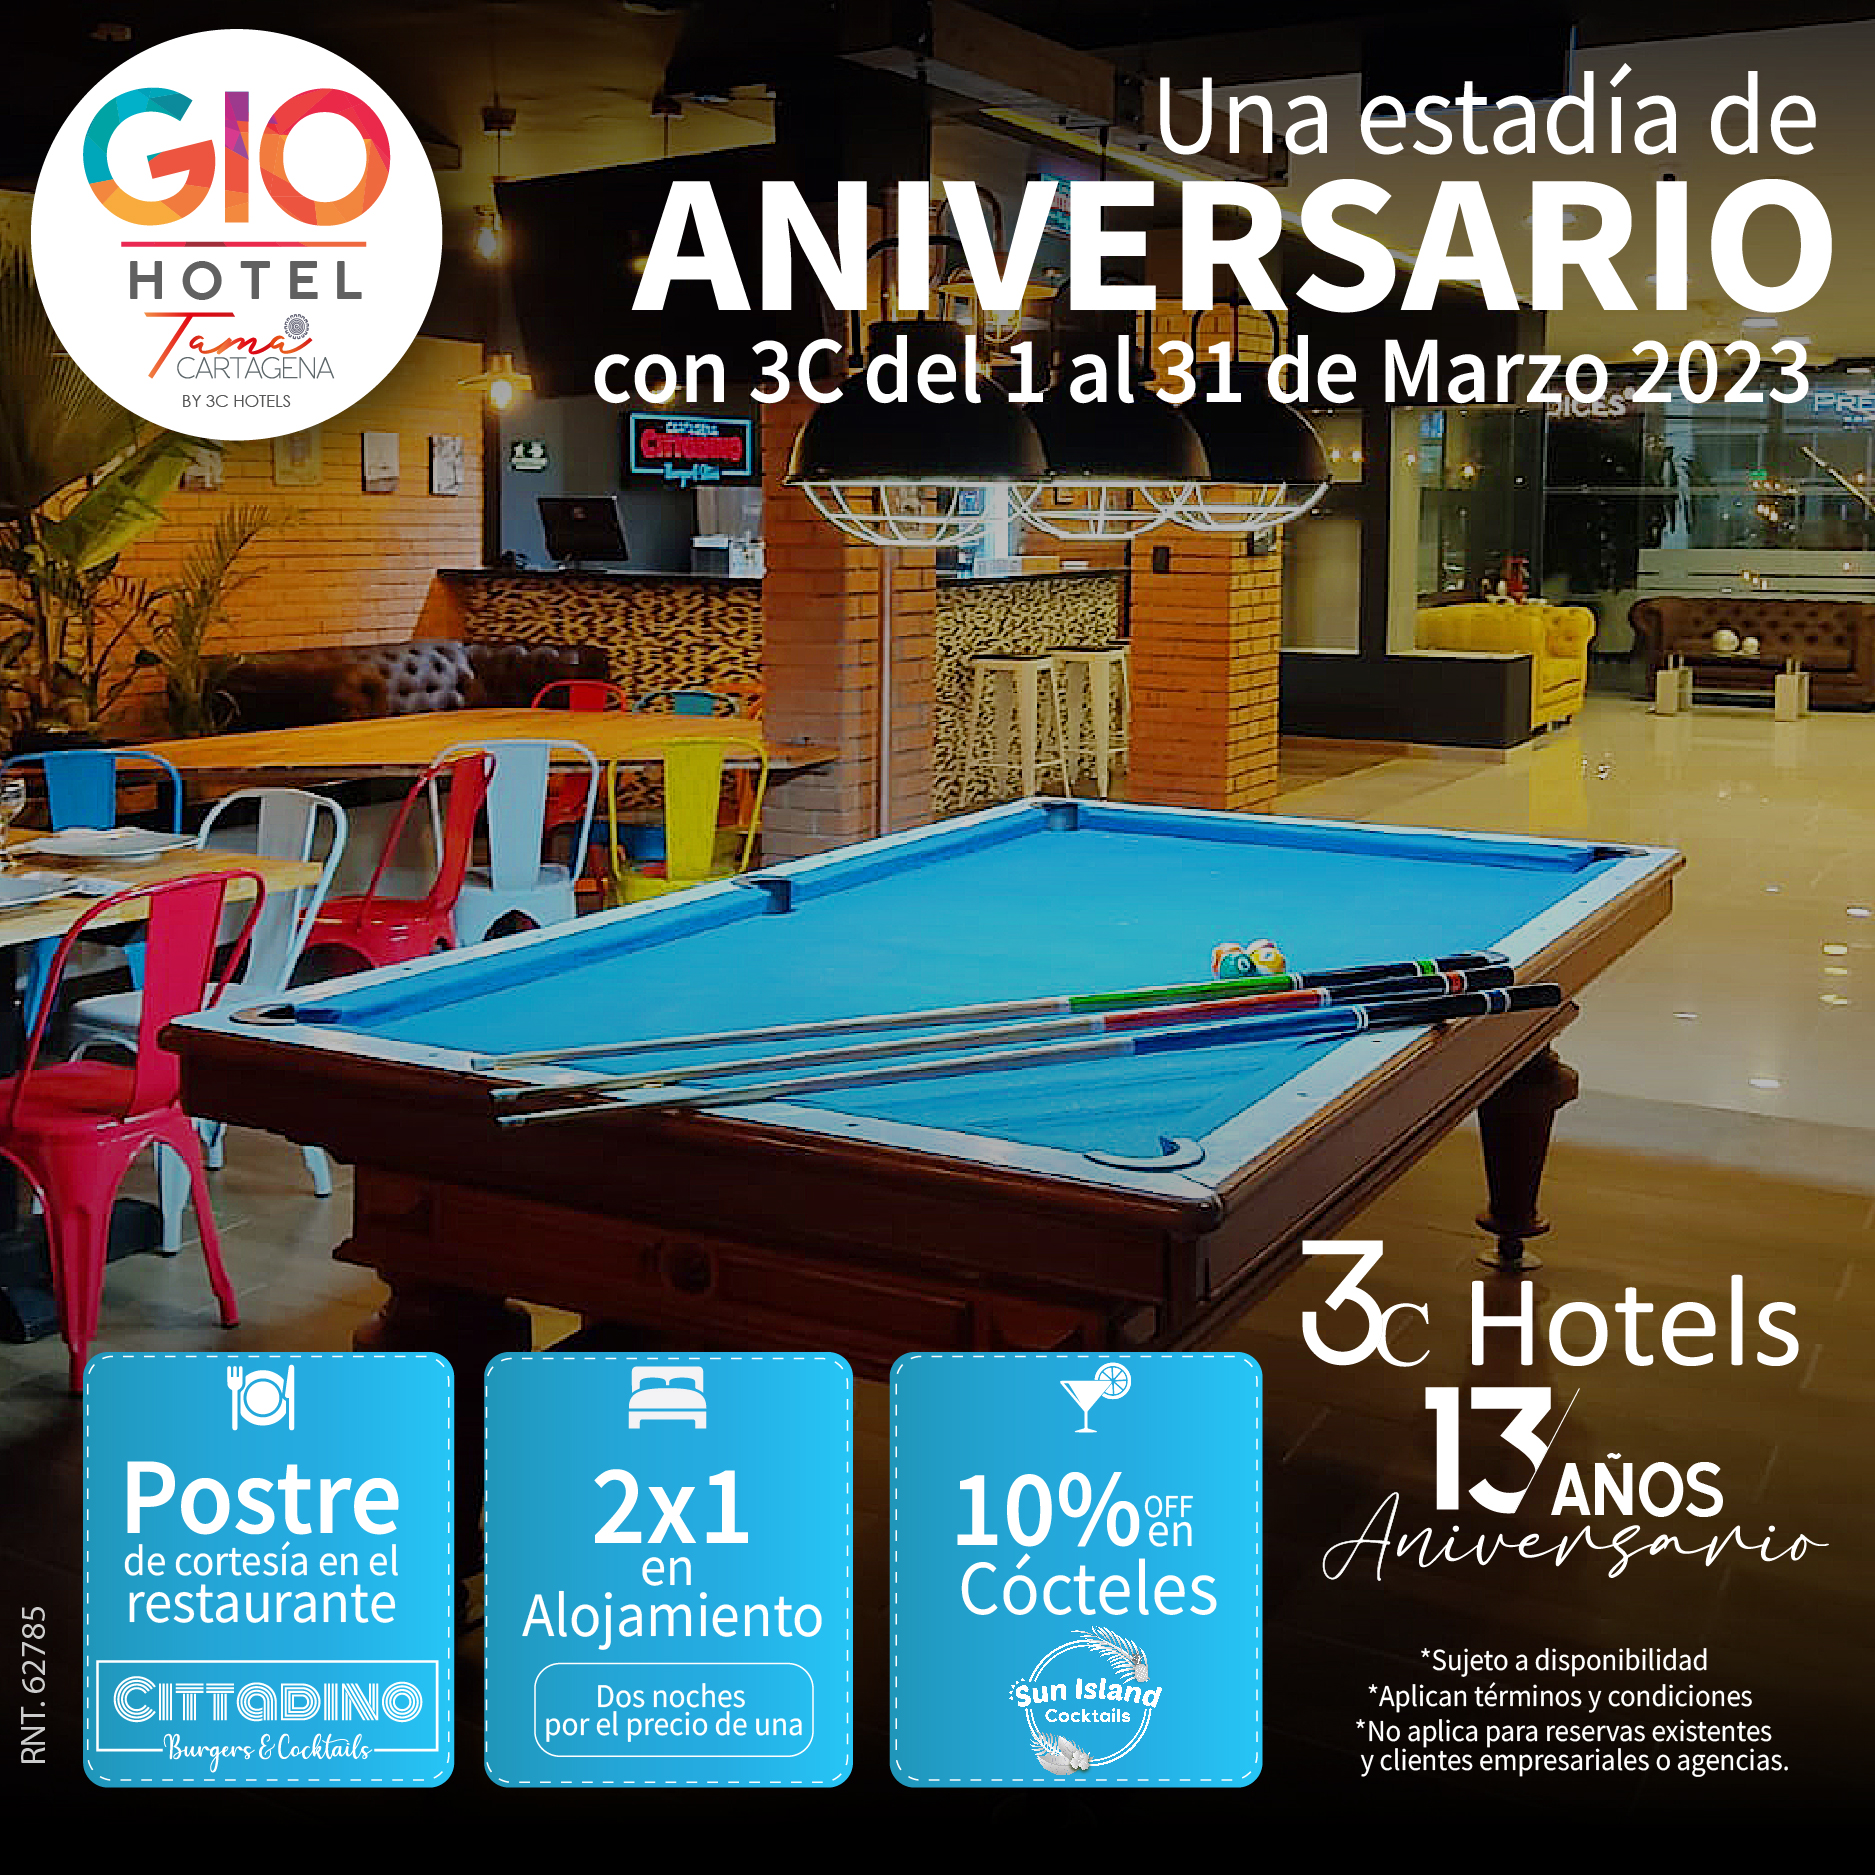 GIO
HOTEL
Tama
CARTAGENA
BY 3C HOTELS
Una estadía de
ANIVERSARIO
con 3C del 1 al 31 de Marzo 2023
CITTADINO
Postre
de cortesía en el
restaurante
CITTADINO
Burgers & Cocktails
2x1
en
Alojamiento
Dos noches
por el precio de una
10% OFF
en
Cócteles
Sun Island
Cocktails
3C Hotels
13 AÑOS
Aniversario
*Sujeto a disponibilidad
*Aplican términos y condiciones
*No aplica para reservas existentes
y clientes empresariales o agencias.
RNT. 62785